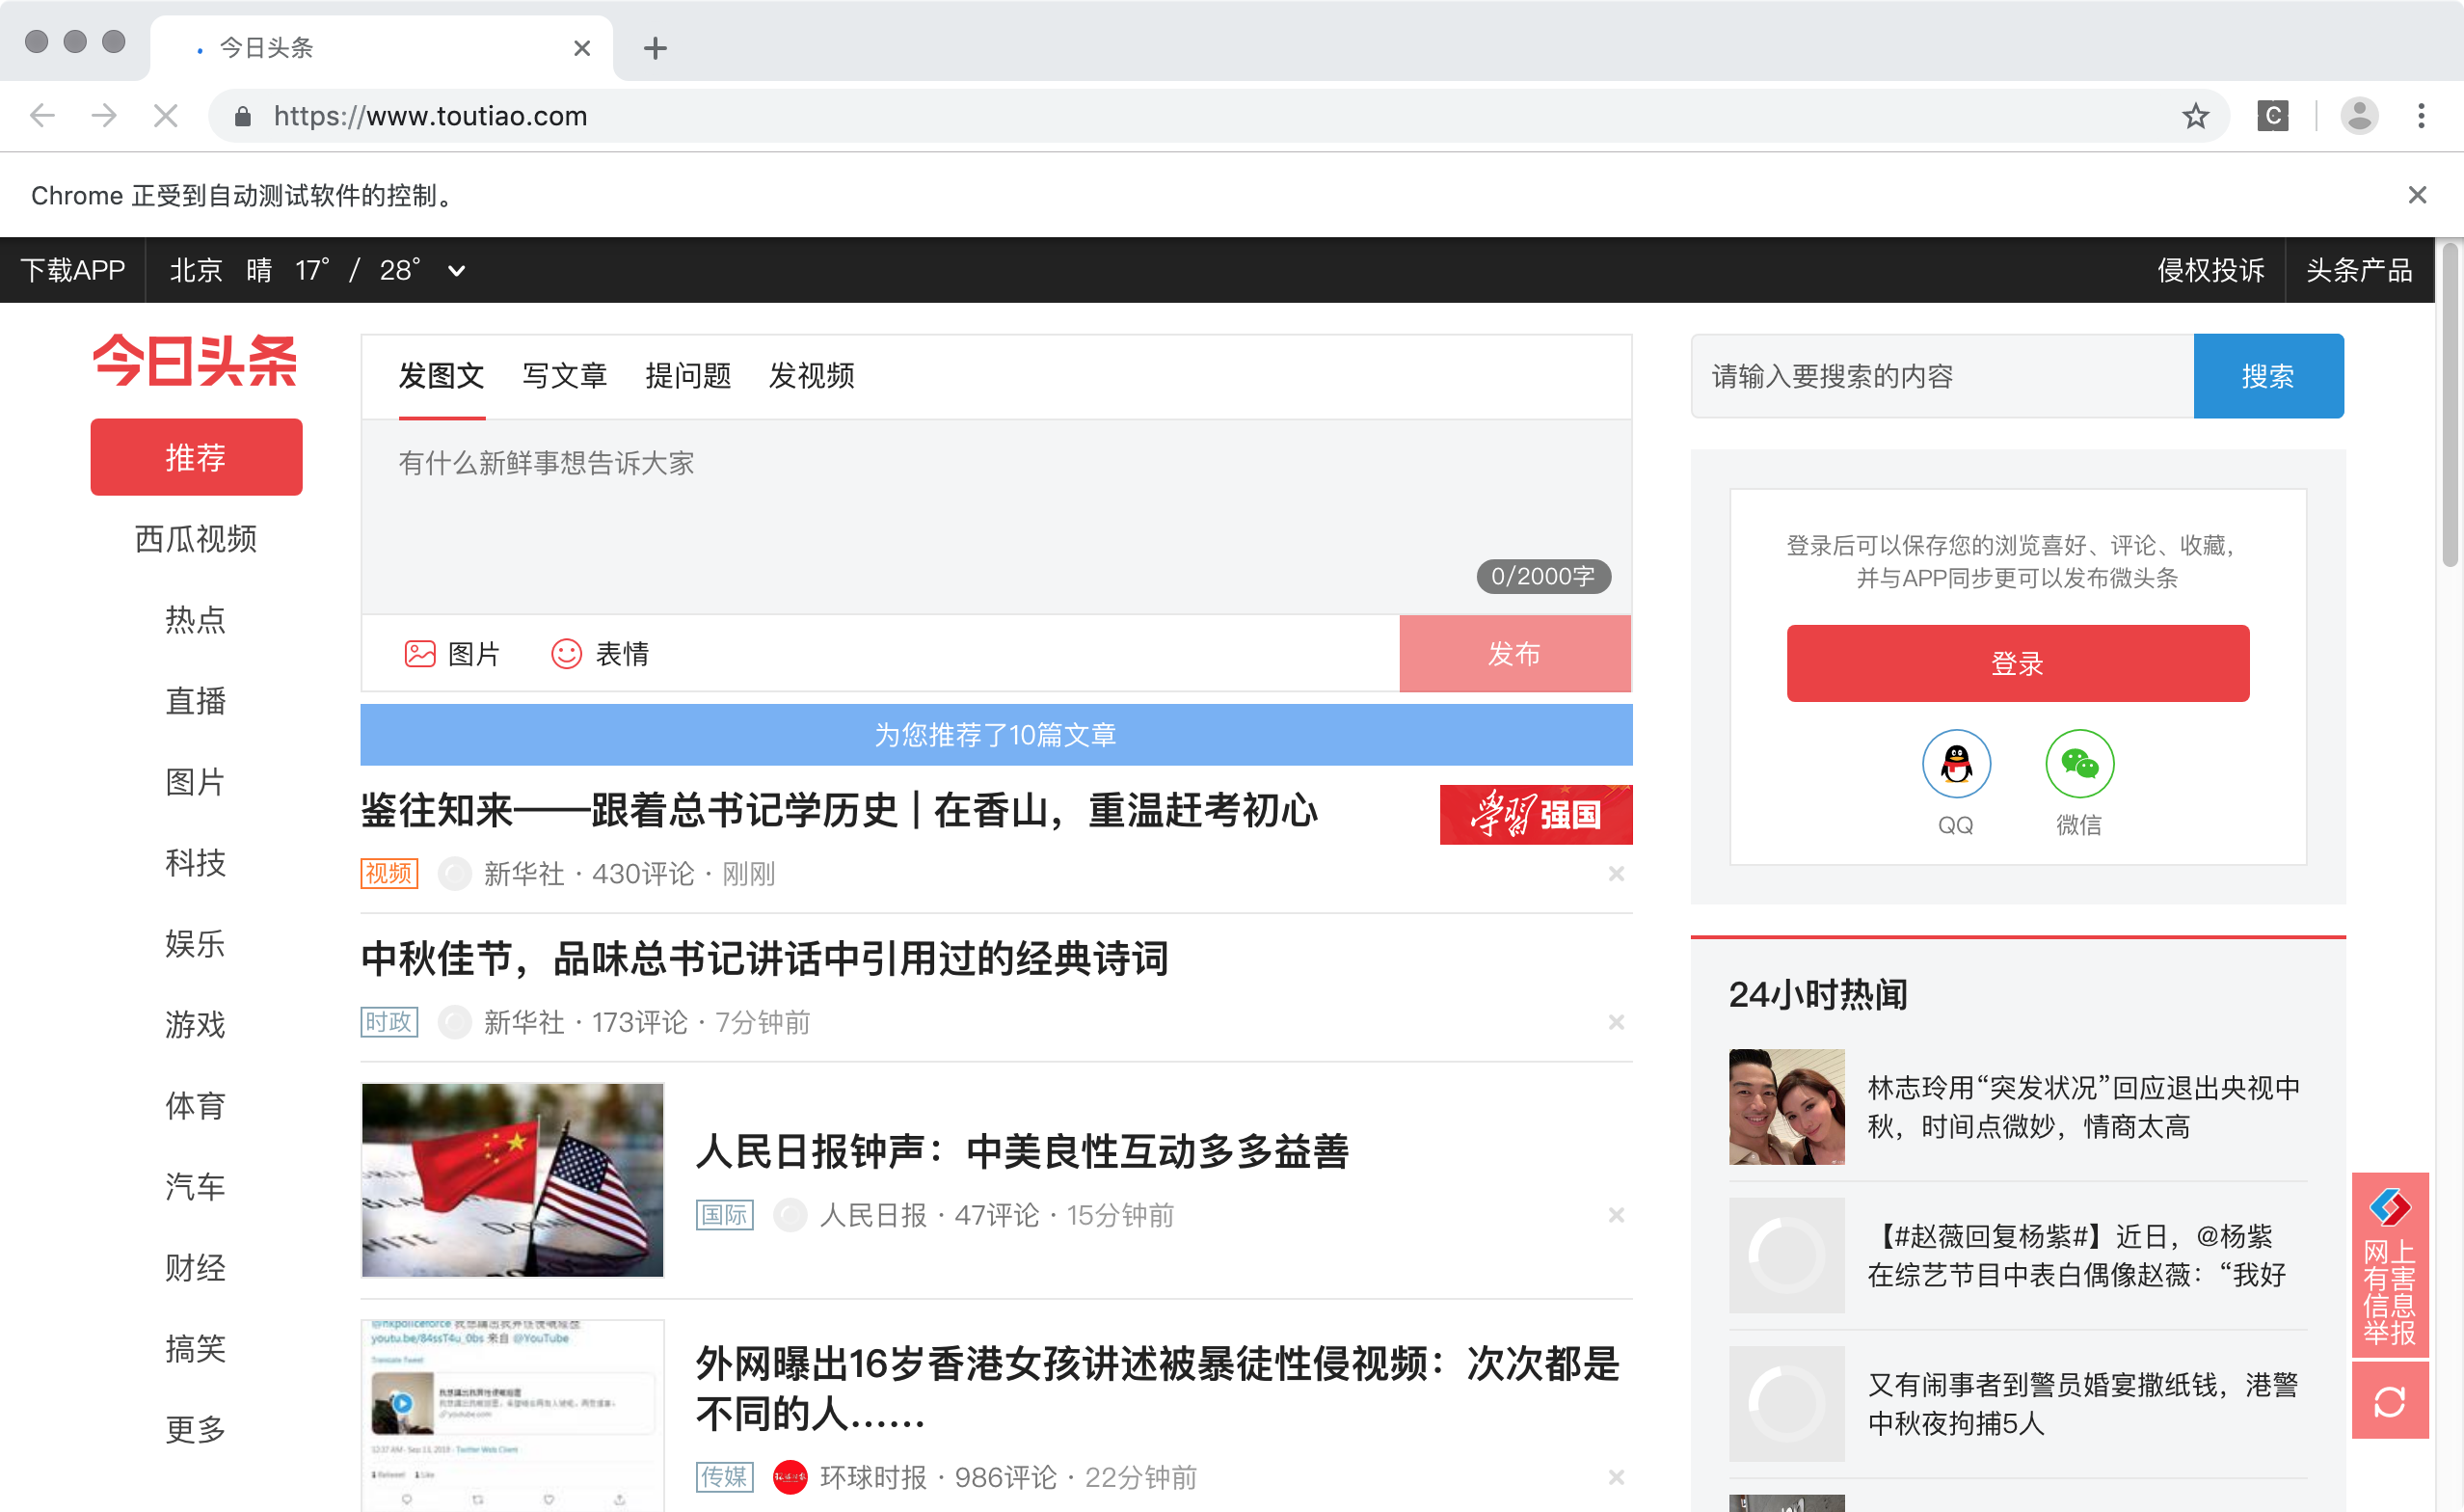 今日头条
https://www.toutiao.com
C
Chrome 正受到自动测试软件的控制。
下载APP
北京 晴 17° / 28°
侵权投诉
头条产品
今日头条
推荐
西瓜视频
热点
直播
图片
科技
娱乐
游戏
体育
汽车
财经
搞笑
更多
发图文 写文章 提问题 发视频
有什么新鲜事想告诉大家
0/2000字
图片 表情
发布
为您推荐了10篇文章
鉴往知来——跟着总书记学历史 | 在香山，重温赶考初心
学习强国
视频 新华社 · 430评论 · 刚刚
中秋佳节，品味总书记讲话中引用过的经典诗词
时政 新华社 · 173评论 · 7分钟前
人民日报钟声：中美良性互动多多益善
国际 人民日报 · 47评论 · 15分钟前
youtu.be/84ssT4u_0bs 来自 @YouTube
Translate Tweet
外网曝出16岁香港女孩讲述被暴徒性侵视频：次次都是
不同的人……
传媒 环球时报 · 986评论 · 22分钟前
请输入要搜索的内容
搜索
登录后可以保存您的浏览喜好、评论、收藏，
并与APP同步更可以发布微头条
登录
QQ
微信
24小时热闻
林志玲用“突发状况”回应退出央视中
秋，时间点微妙，情商太高
【#赵薇回复杨紫#】近日，@杨紫
在综艺节目中表白偶像赵薇：“我好
又有闹事者到警员婚宴撒纸钱，港警
中秋夜拘捕5人
网上
有害
信息
举报